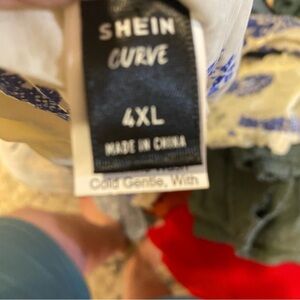 SHEIN
CURVE
4XL
MADE IN CHINA
Cold Gentle, With